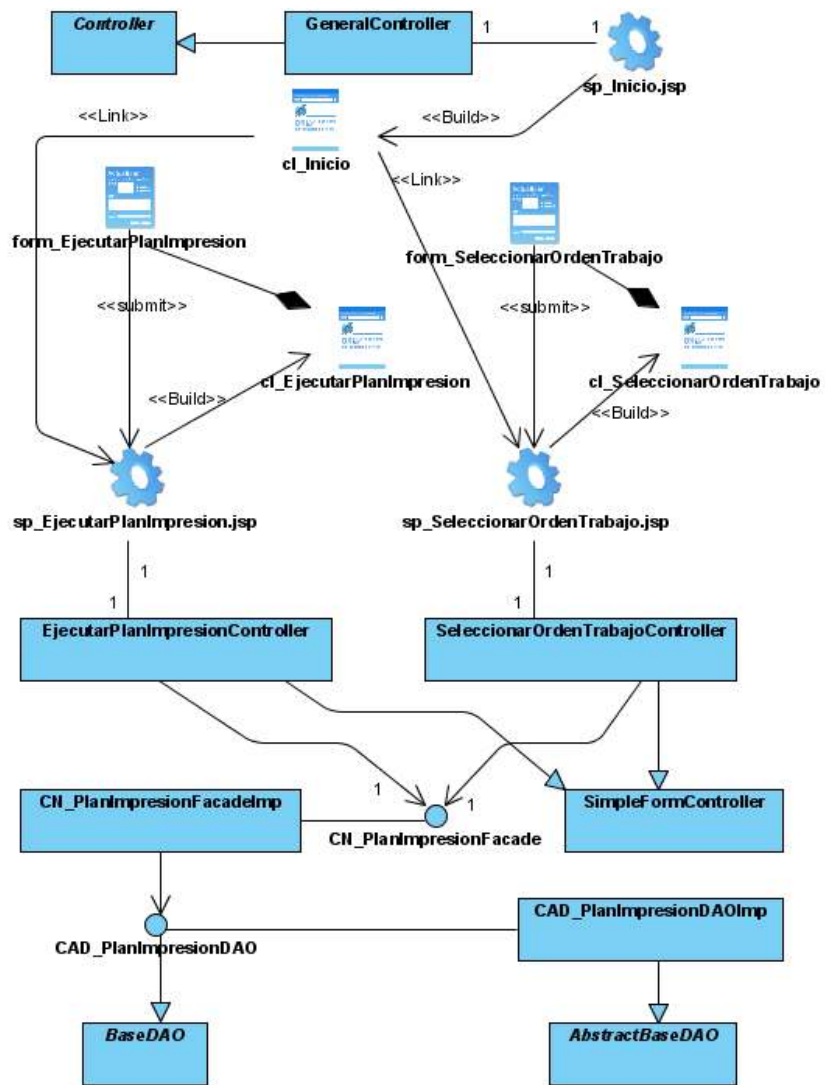 Controller
GeneralController
1
1
sp_Inicio.jsp
<<Link>>
<<Build>>
cl_Inicio
<<Link>>
form_EjecutarPlanImpresion
form_SeleccionarOrdenTrabajo
<<submit>>
<<submit>>
cl_EjecutarPlanImpresion
cl_SeleccionarOrdenTrabajo
<<Build>>
<<Build>>
sp_EjecutarPlanImpresion.jsp
sp_SeleccionarOrdenTrabajo.jsp
1
1
1
1
EjecutarPlanImpresionController
SeleccionarOrdenTrabajoController
1
1
CN_PlanImpresionFacadeImp
SimpleFormController
CN_PlanImpresionFacade
CAD_PlanImpresionDAOImp
CAD_PlanImpresionDAO
BaseDAO
AbstractBaseDAO